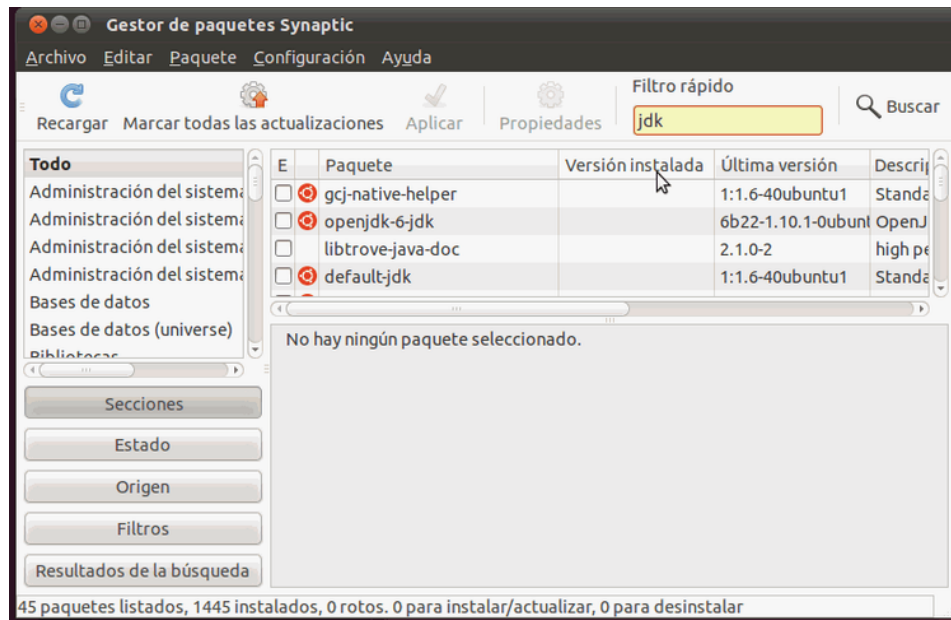 Gestor de paquetes Synaptic
Archivo Editar Paquete Configuración Ayuda
Recargar Marcar todas las actualizaciones Aplicar Propiedades Filtro rápido jdk Buscar
Todo
Administración del sistema
Administración del sistema
Administración del sistema
Administración del sistema
Bases de datos
Bases de datos (universe)
Bibliotecas
E Paquete Versión instalada Última versión Descrip
gcj-native-helper 1:1.6-40ubuntu1 Standa
openjdk-6-jdk 6b22-1.10.1-0ubunt OpenJ
libtrove-java-doc 2.1.0-2 high pe
default-jdk 1:1.6-40ubuntu1 Standa
No hay ningún paquete seleccionado.
Secciones
Estado
Origen
Filtros
Resultados de la búsqueda
45 paquetes listados, 1445 instalados, 0 rotos. 0 para instalar/actualizar, 0 para desinstalar